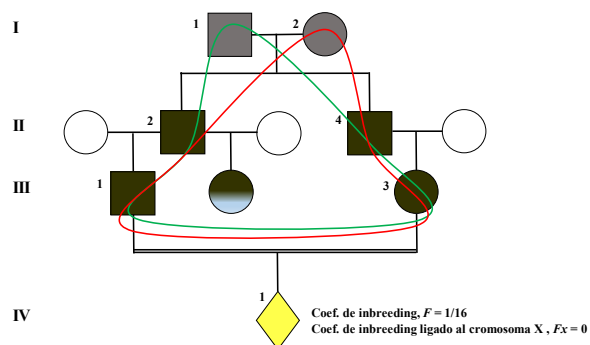 I
1
2
II
2
4
III
1
3
IV
1
Coef. de inbreeding, F = 1/16
Coef. de inbreeding ligado al cromosoma X , Fx = 0